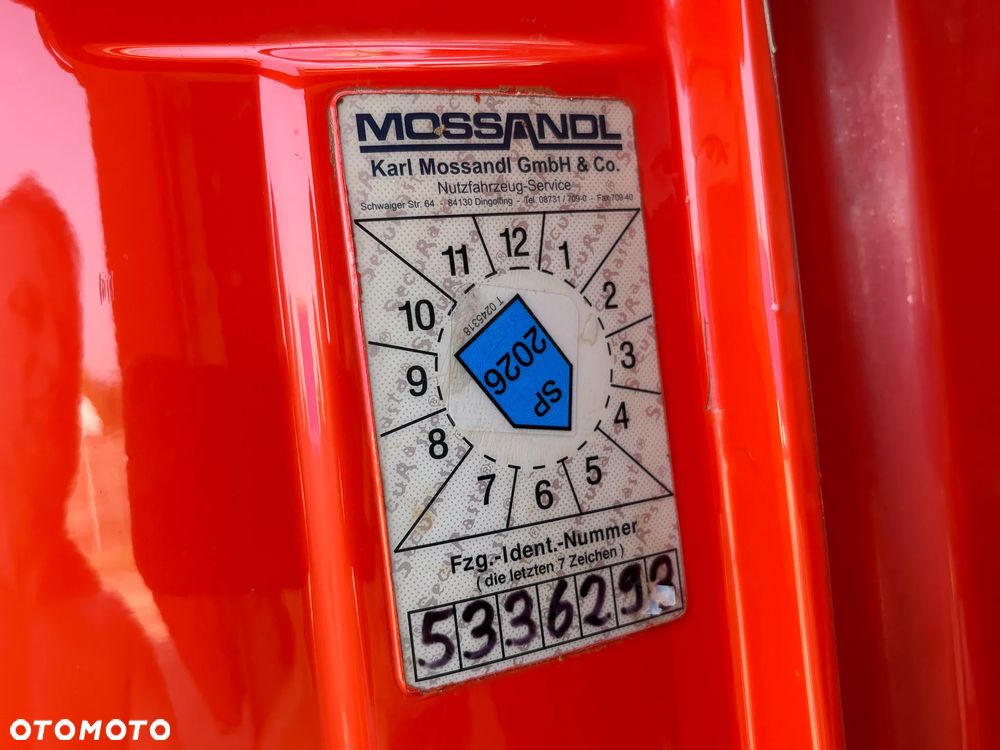 MOSSANDL
Karl Mossandl GmbH & Co.
Nutzfahrzeug-Service
Schwaiger Str. 64 - 84130 Dingolfing - Tel. 08731 / 709-0 - Fax 709-40
11 12 1
10 2
9 3
8 4
7 6 5
T 0245318
2026
SP
Fzg.-Ident.-Nummer
( die letzten 7 Zeichen )
533629
OTOMOTO